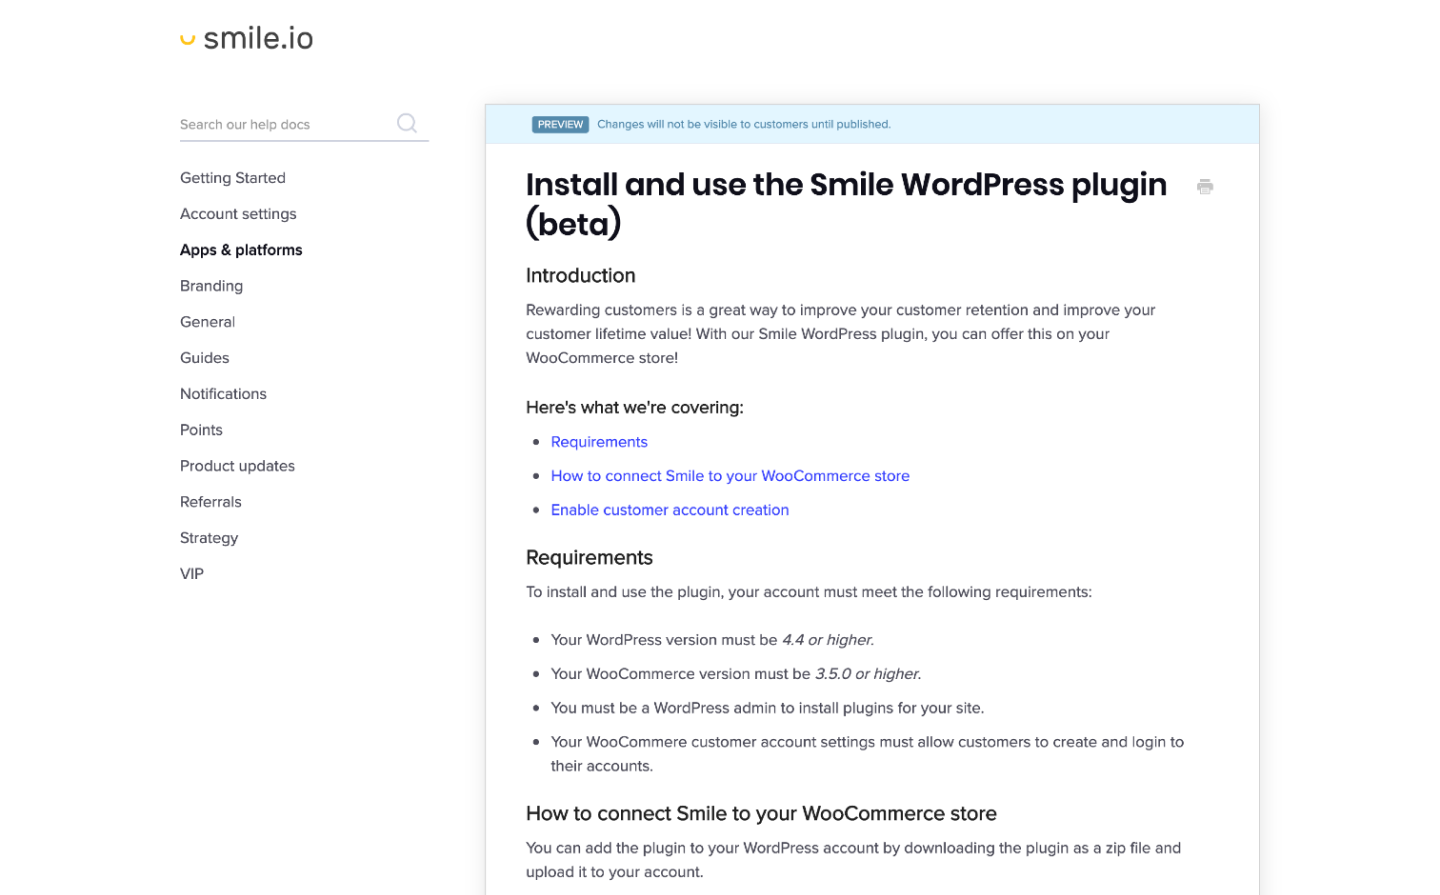 smile.io
Search our help docs
Getting Started
Account settings
Apps & platforms
Branding
General
Guides
Notifications
Points
Product updates
Referrals
Strategy
VIP
PREVIEW Changes will not be visible to customers until published.
Install and use the Smile WordPress plugin
(beta)
Introduction
Rewarding customers is a great way to improve your customer retention and improve your
customer lifetime value! With our Smile WordPress plugin, you can offer this on your
WooCommerce store!
Here's what we're covering:
• Requirements
• How to connect Smile to your WooCommerce store
• Enable customer account creation
Requirements
To install and use the plugin, your account must meet the following requirements:
• Your WordPress version must be 4.4 or higher.
• Your WooCommerce version must be 3.5.0 or higher.
• You must be a WordPress admin to install plugins for your site.
• Your WooCommere customer account settings must allow customers to create and login to
their accounts.
How to connect Smile to your WooCommerce store
You can add the plugin to your WordPress account by downloading the plugin as a zip file and
upload it to your account.